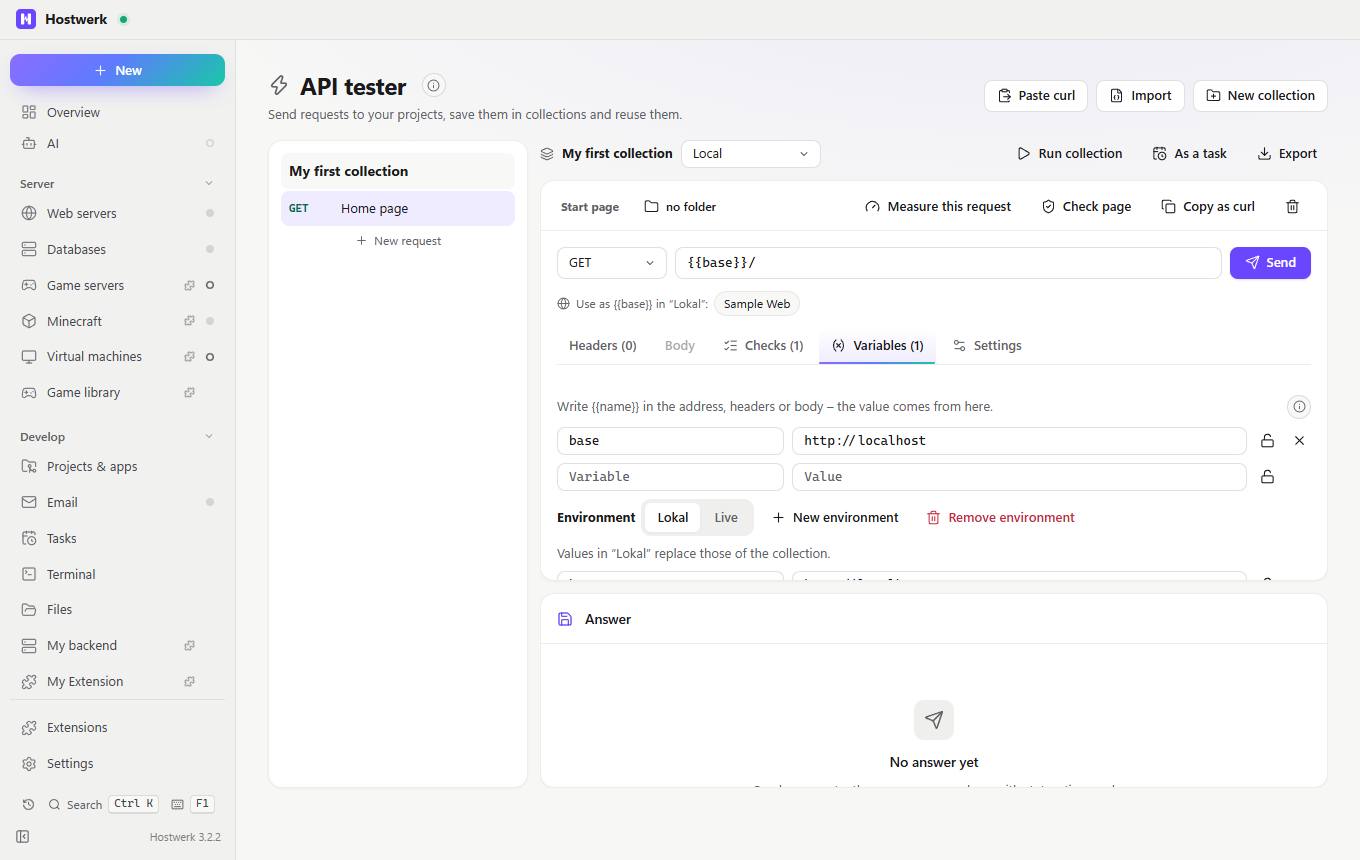 Hostwerk
New
Overview
AI
Server
Web servers
Databases
Game servers
Minecraft
Virtual machines
Game library
Develop
Projects & apps
Email
Tasks
Terminal
Files
My backend
My Extension
Extensions
Settings
Search Ctrl K F1
Hostwerk 3.2.2
API tester
Send requests to your projects, save them in collections and reuse them.
Paste curl
Import
New collection
My first collection
GET Home page
New request
My first collection Local
Run collection
As a task
Export
Start page no folder
Measure this request
Check page
Copy as curl
GET {{base}}/ Send
Use as {{base}} in “Lokal”: Sample Web
Headers (0) Body Checks (1) Variables (1) Settings
Write {{name}} in the address, headers or body – the value comes from here.
base http://localhost
Variable Value
Environment Lokal Live New environment Remove environment
Values in “Lokal” replace those of the collection.
Answer
No answer yet